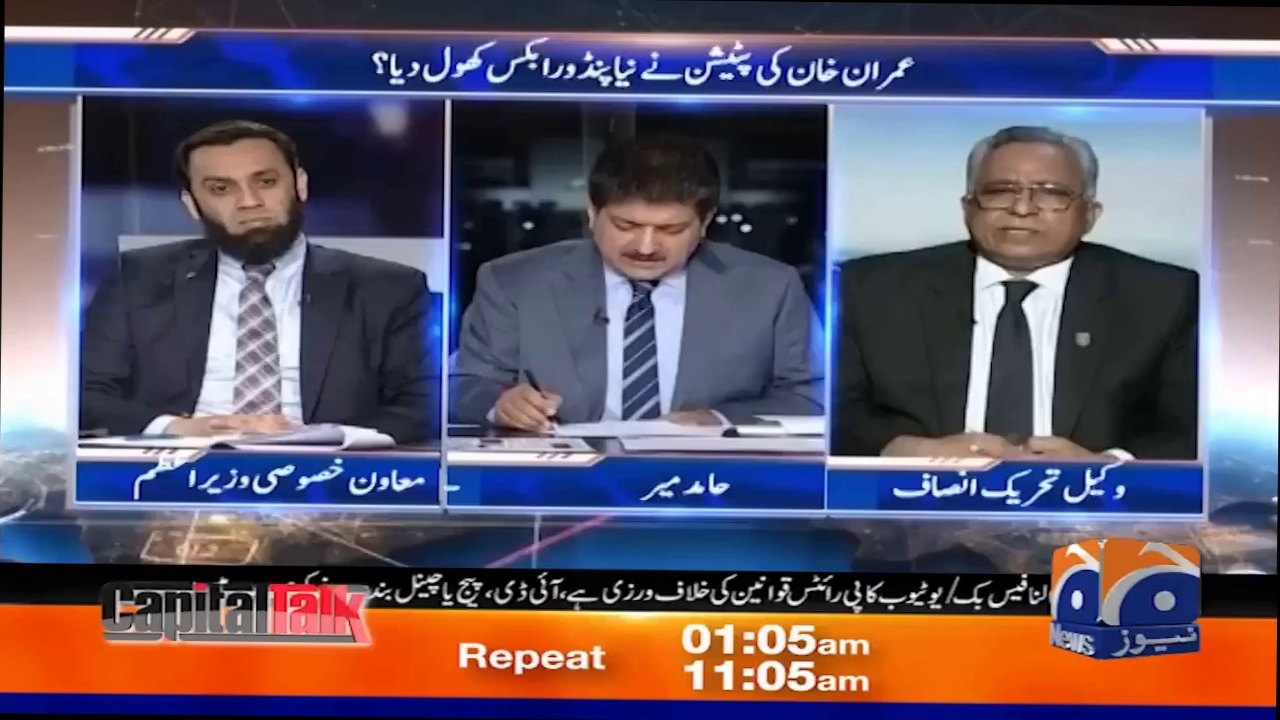 عمران خان کی پٹیشن نے نیا پنڈورا بکس کھول دیا؟
وکیل تحریک انصاف
حامد میر
معاون خصوصی وزیراعظم
فیس بک/یوٹیوب کاپی رائٹس قوانین کی خلاف ورزی ہے، آئی ڈی، پیج یا چینل بند
Capital Talk
Repeat
01:05am
11:05am
جیو
News نیوز